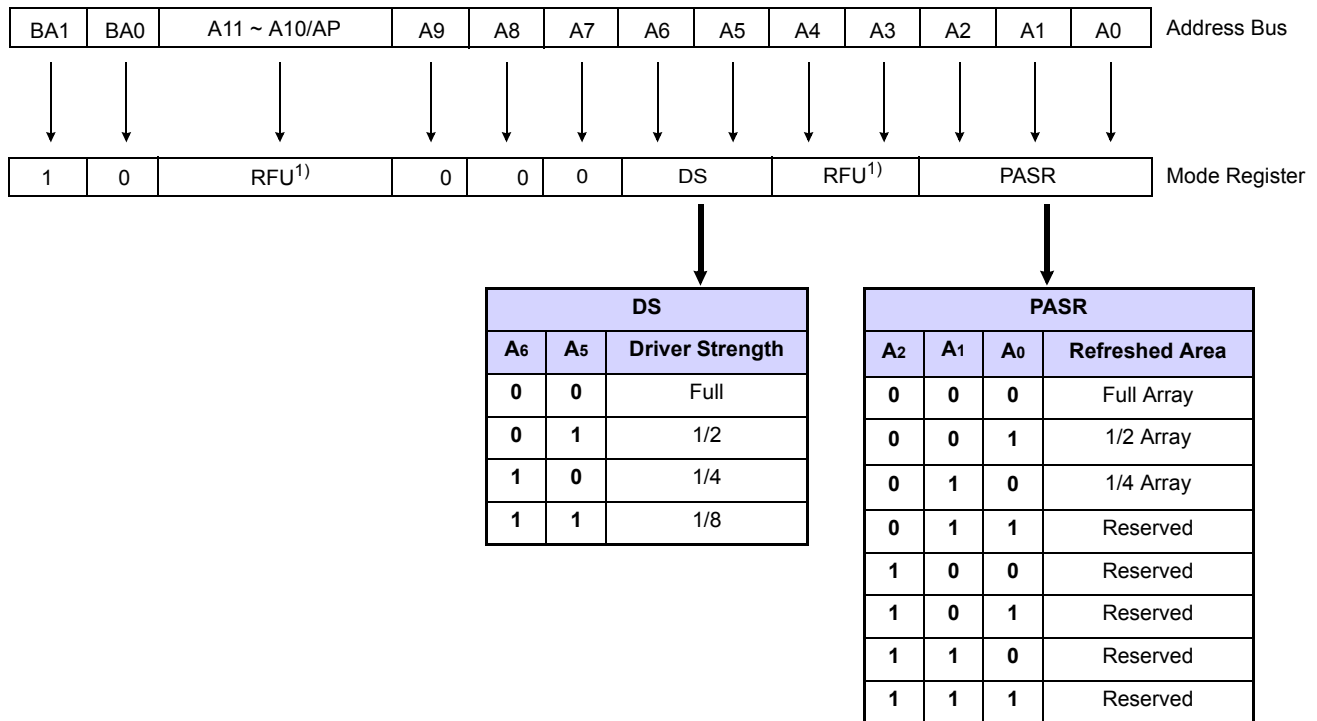 BA1 BA0 A11 ~ A10/AP A9 A8 A7 A6 A5 A4 A3 A2 A1 A0 Address Bus
1 0 RFU1) 0 0 0 DS RFU1) PASR Mode Register
DS
A6 A5 Driver Strength
0 0 Full
0 1 1/2
1 0 1/4
1 1 1/8
PASR
A2 A1 A0 Refreshed Area
0 0 0 Full Array
0 0 1 1/2 Array
0 1 0 1/4 Array
0 1 1 Reserved
1 0 0 Reserved
1 0 1 Reserved
1 1 0 Reserved
1 1 1 Reserved